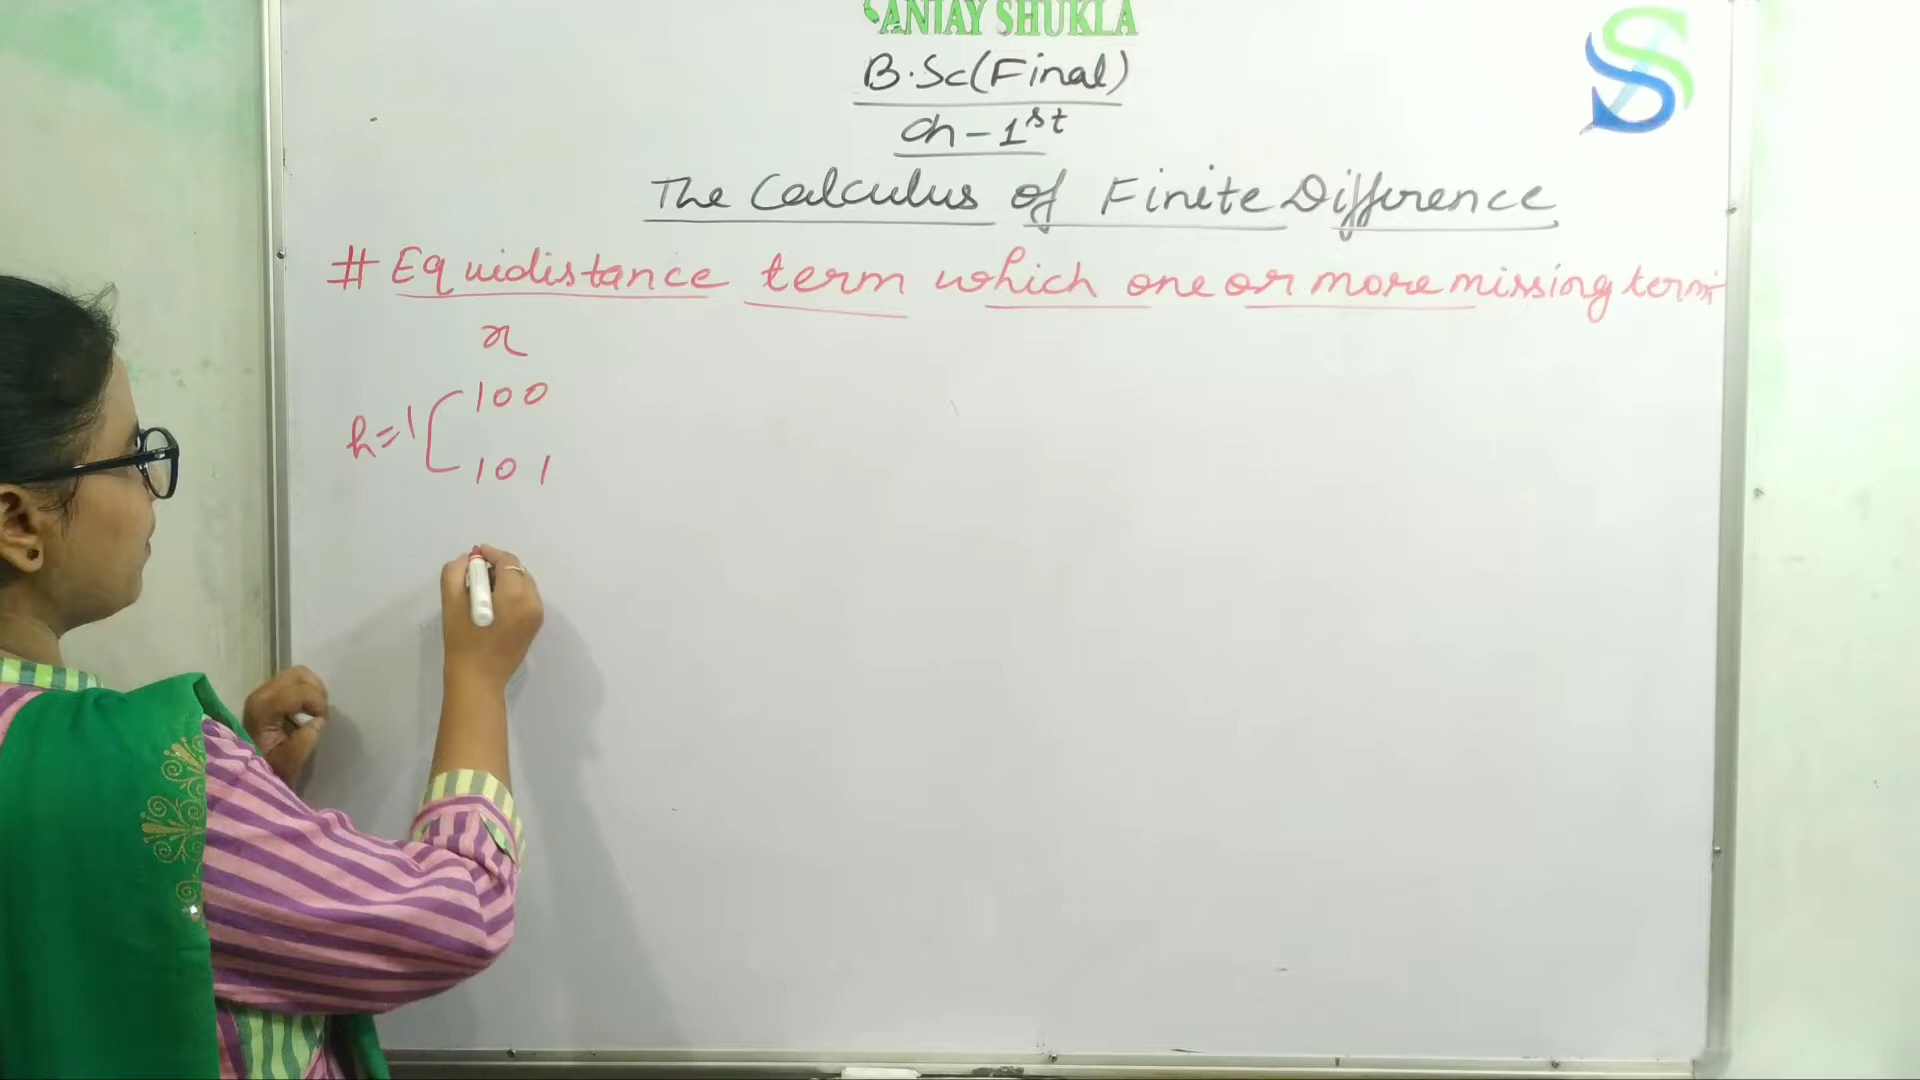 SANJAY SHUKLA
B.Sc(Final)
Ch-1st
The Calculus of Finite Difference
# Equidistance term which one or more missing term
x
100
h=1
101